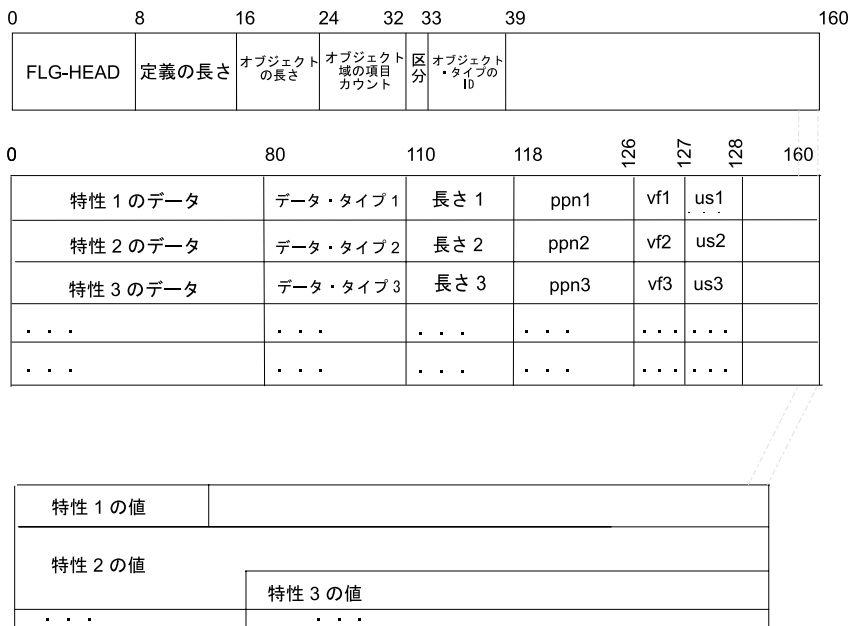 0 8 16 24 32 33 39 160
FLG-HEAD 定義の長さ オブジェクトの長さ オブジェクト域の項目カウント 区分 オブジェクト・タイプのID
0 80 110 118 126 127 128 160
特性 1 のデータ データ・タイプ 1 長さ 1 ppn1 vf1 us1
. . .
特性 2 のデータ データ・タイプ 2 長さ 2 ppn2 vf2 us2
特性 3 のデータ データ・タイプ 3 長さ 3 ppn3 vf3 us3
. . . . . . . . . . . . . . . . . .
. . . . . . . . . . . . . . . . . .
特性 1 の値
特性 2 の値
特性 3 の値
. . . . . .